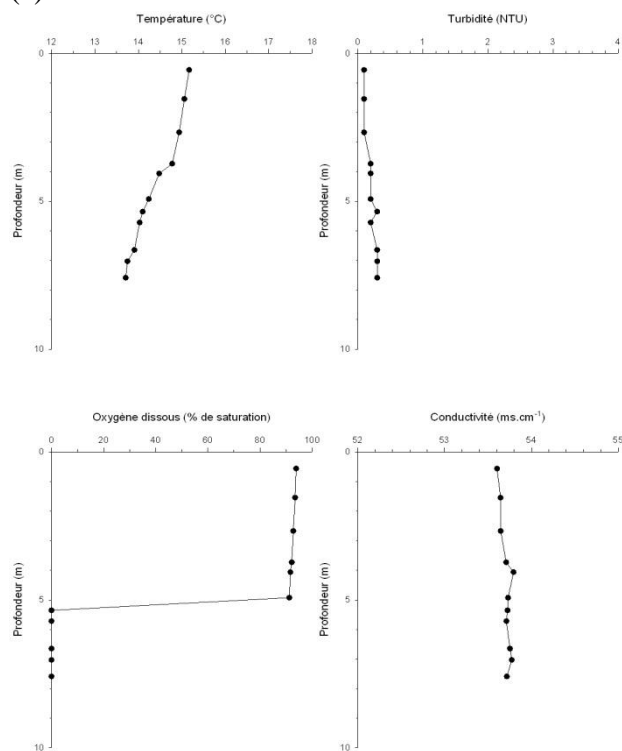 Température (°C)
12 13 14 15 16 17 18
0
5
10
Profondeur (m)
Turbidité (NTU)
0 1 2 3 4
0
5
10
Profondeur (m)
Oxygène dissous (% de saturation)
0 20 40 60 80 100
0
5
10
Profondeur (m)
Conductivité (ms.cm⁻¹)
52 53 54 55
0
5
10
Profondeur (m)